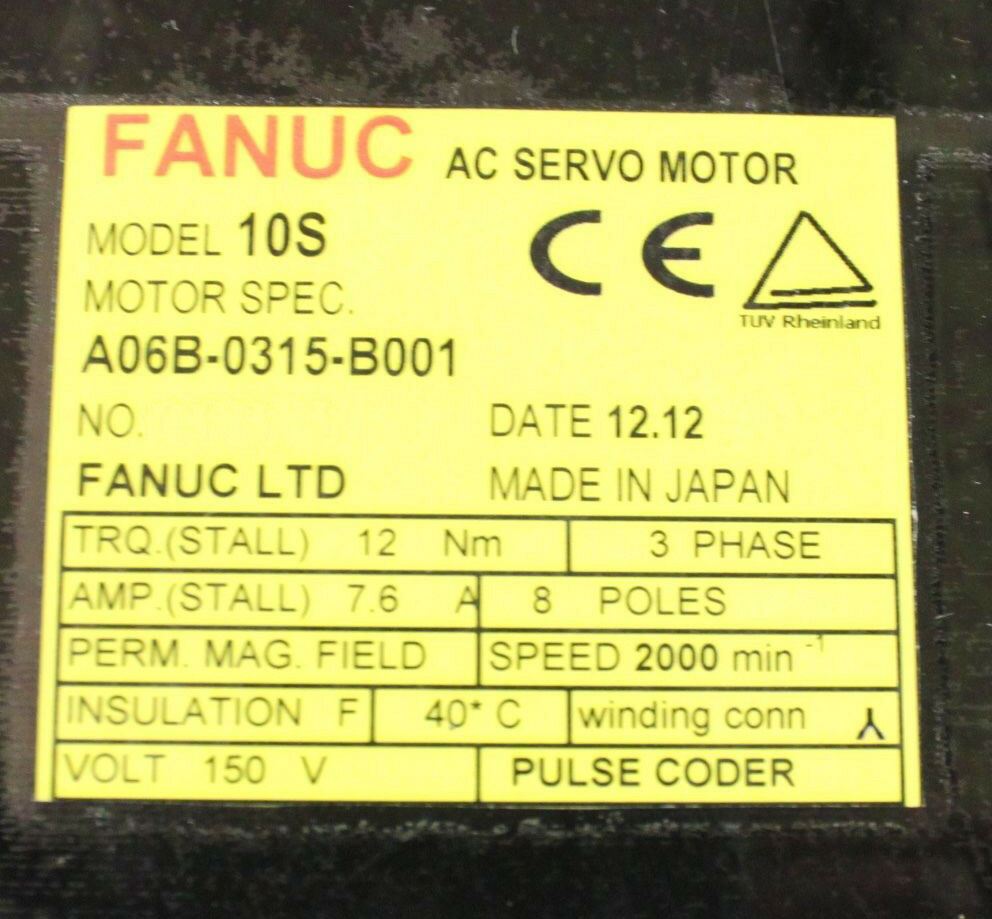 FANUC AC SERVO MOTOR
MODEL 10S
CE
MOTOR SPEC.
TUV Rheinland
A06B-0315-B001
NO. DATE 12.12
FANUC LTD MADE IN JAPAN
TRQ.(STALL) 12 Nm 3 PHASE
AMP.(STALL) 7.6 A 8 POLES
PERM. MAG. FIELD SPEED 2000 min⁻¹
INSULATION F 40° C winding conn
VOLT 150 V PULSE CODER